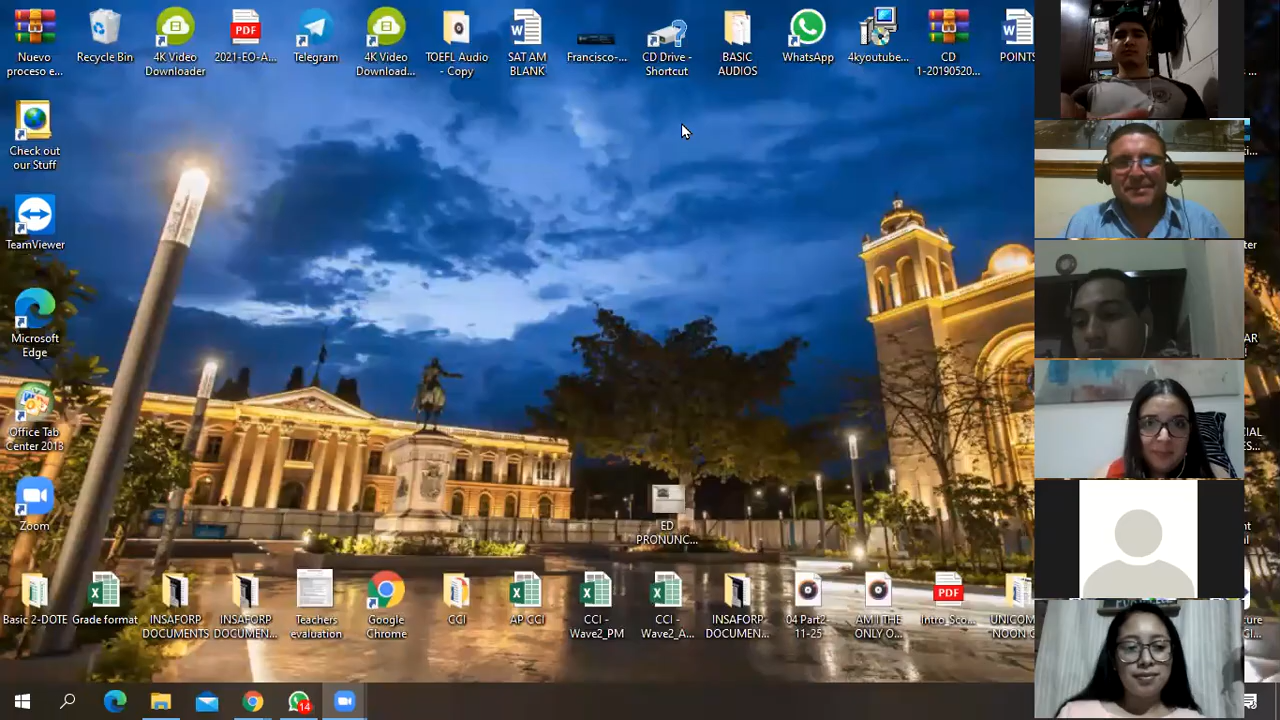 Nuevo
proceso e...
Recycle Bin
4K Video
Downloader
PDF
2021-EO-A...
Telegram
4K Video
Download...
TOEFL Audio
- Copy
SAT AM
BLANK
Francisco-...
CD Drive -
Shortcut
BASIC
AUDIOS
WhatsApp
4kyoutube...
CD
1-20190520...
POINTS
Check out
our Stuff
TeamViewer
Microsoft
Edge
Office Tab
Center 2013
Zoom
ED
PRONUNC...
Basic 2-DOTE
Grade format
INSAFORP
DOCUMENTS
INSAFORP
DOCUMEN...
Teachers
evaluation
Google
Chrome
CCI
AP CCI
CCI -
Wave2_PM
CCI -
Wave2_A...
INSAFORP
DOCUMEN...
04 Part2-
11-25
AM I THE
ONLY O...
PDF
Intro_Sco...
UNICOM
NOON C
14